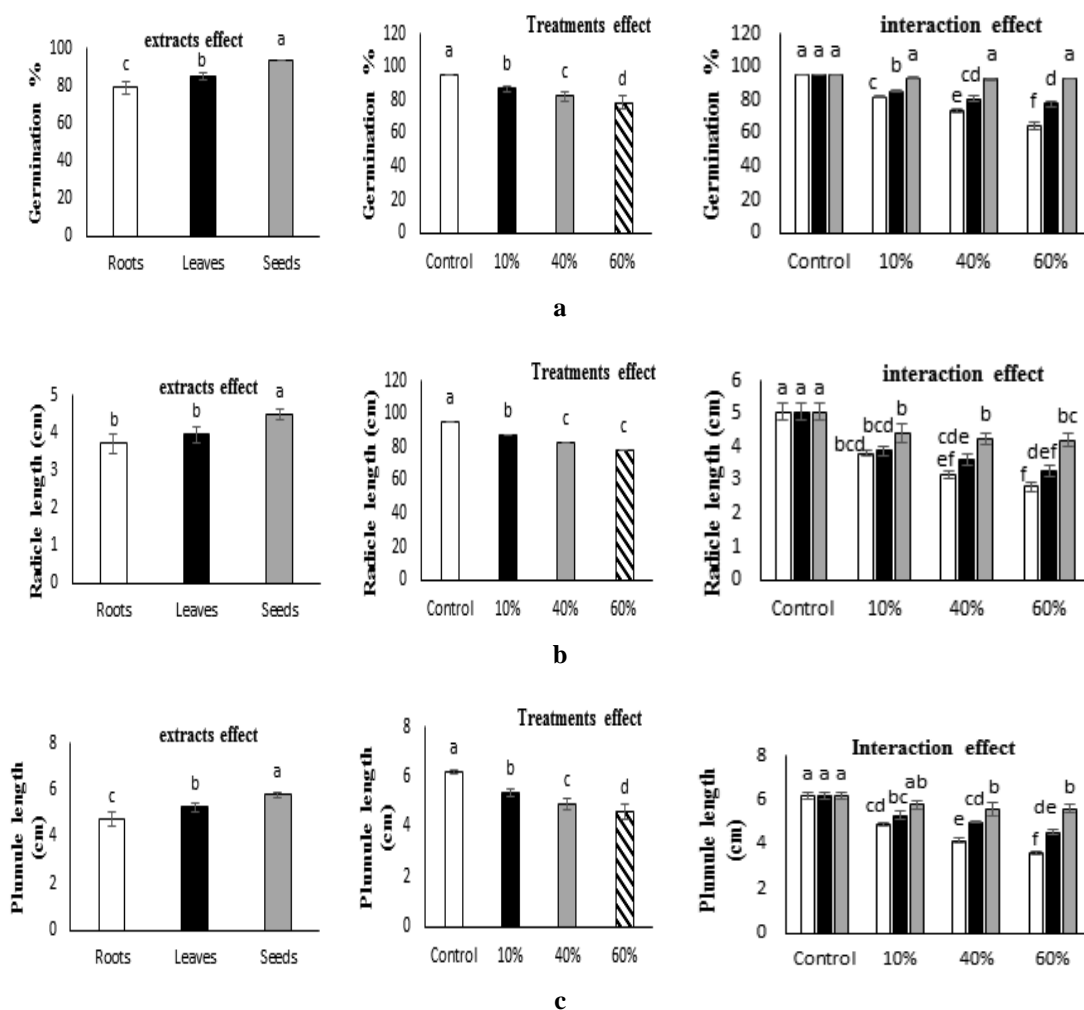 extracts effect
Germination %
100
80
60
40
20
0
c
b
a
Roots Leaves Seeds
Treatments effect
Germination %
120
100
80
60
40
20
0
a
b
c
d
Control 10% 40% 60%
interaction effect
Germination %
120
100
80
60
40
20
0
a a a
c b a
e cd a
f d a
Control 10% 40% 60%
a
extracts effect
Radicle length (cm)
5
4
3
2
1
0
b
b
a
Roots Leaves Seeds
Treatments effect
Radicle length (cm)
120
100
80
60
40
20
0
a
b
c
c
Control 10% 40% 60%
interaction effect
Radicle length (cm)
6
5
4
3
2
1
0
a a a
bcd bcd b
ef cde b
f def bc
Control 10% 40% 60%
b
extracts effect
Plumule length
(cm)
8
6
4
2
0
c
b
a
Roots Leaves Seeds
Treatments effect
Plumule length
(cm)
8
6
4
2
0
a
b
c
d
Control 10% 40% 60%
Interaction effect
Plumule length
(cm)
8
6
4
2
0
a a a
cd bc ab
e cd b
f de b
Control 10% 40% 60%
c